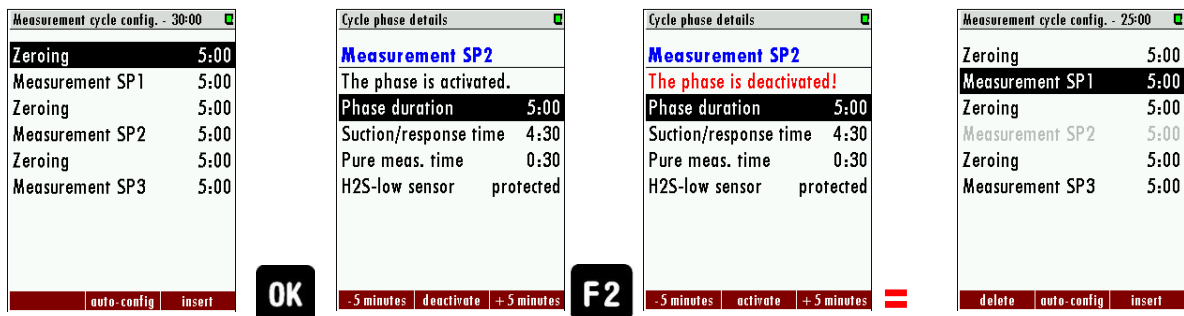 Measurement cycle config. - 30:00
Zeroing 5:00
Measurement SP1 5:00
Zeroing 5:00
Measurement SP2 5:00
Zeroing 5:00
Measurement SP3 5:00
auto-config insert
OK
Cycle phase details
Measurement SP2
The phase is activated.
Phase duration 5:00
Suction/response time 4:30
Pure meas. time 0:30
H2S-low sensor protected
-5 minutes deactivate +5 minutes
F2
Cycle phase details
Measurement SP2
The phase is deactivated!
Phase duration 5:00
Suction/response time 4:30
Pure meas. time 0:30
H2S-low sensor protected
-5 minutes activate +5 minutes
=
Measurement cycle config. - 25:00
Zeroing 5:00
Measurement SP1 5:00
Zeroing 5:00
Measurement SP2 5:00
Zeroing 5:00
Measurement SP3 5:00
delete auto-config insert